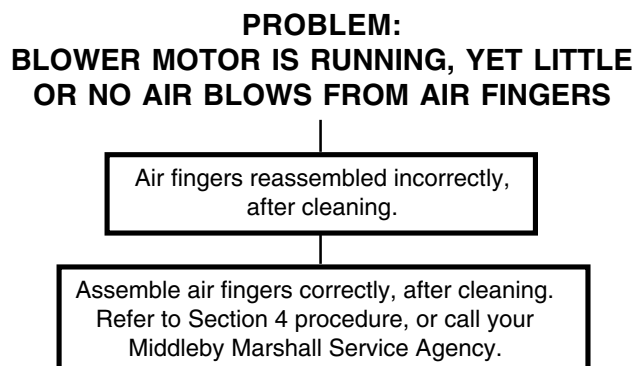 PROBLEM:
BLOWER MOTOR IS RUNNING, YET LITTLE
OR NO AIR BLOWS FROM AIR FINGERS
Air fingers reassembled incorrectly,
after cleaning.
Assemble air fingers correctly, after cleaning.
Refer to Section 4 procedure, or call your
Middleby Marshall Service Agency.